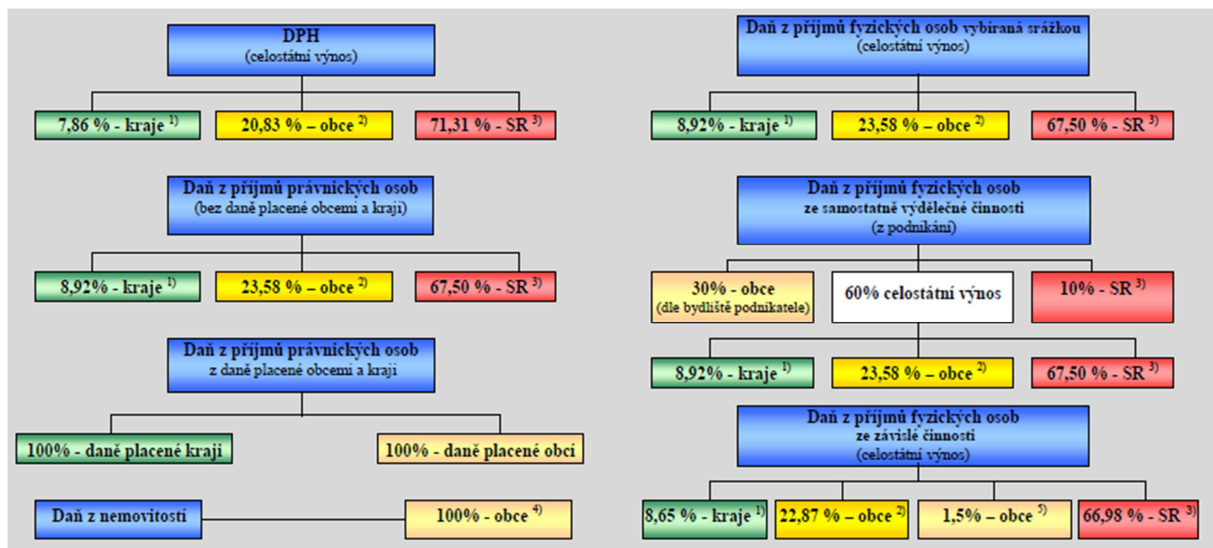 DPH
(celostátní výnos)
7,86 % - kraje 1)
20,83 % – obce 2)
71,31 % - SR 3)
Daň z příjmů právnických osob
(bez daně placené obcemi a kraji)
8,92% - kraje 1)
23,58 % – obce 2)
67,50 % - SR 3)
Daň z příjmů právnických osob
z daně placené obcemi a kraji
100% - daně placené kraji
100% - daně placené obcí
Daň z nemovitostí
100% - obce 4)
Daň z příjmů fyzických osob vybíraná srážkou
(celostátní výnos)
8,92% - kraje 1)
23,58 % – obce 2)
67,50 % - SR 3)
Daň z příjmů fyzických osob
ze samostatně výdělečné činnosti
(z podnikání)
30% - obce
(dle bydliště podnikatele)
60% celostátní výnos
10% - SR 3)
8,92% - kraje 1)
23,58 % – obce 2)
67,50 % - SR 3)
Daň z příjmů fyzických osob
ze závislé činnosti
(celostátní výnos)
8,65 % - kraje 1)
22,87 % – obce 2)
1,5% – obce 5)
66,98 % - SR 3)